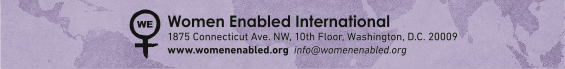 WE
Women Enabled International
1875 Connecticut Ave. NW, 10th Floor, Washington, D.C. 20009
www.womenenabled.org info@womenenabled.org